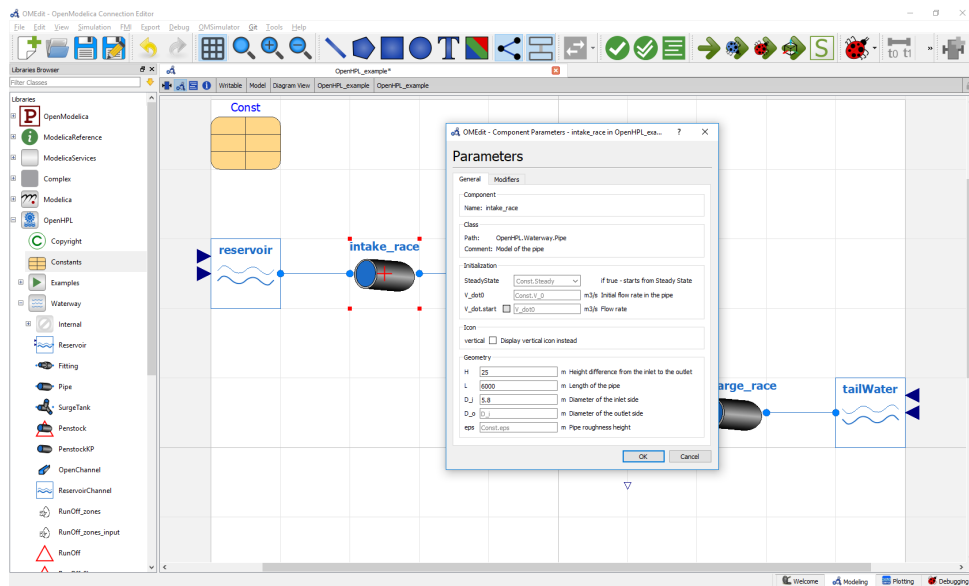 OMEdit - OpenModelica Connection Editor
File Edit View Simulation FMI Export Debug OMSimulator Git Tools Help
T
S
to t1
»
Libraries Browser
OpenHPL_example*
Filter Classes
Writable Model Diagram View OpenHPL_example OpenHPL_example
Libraries
P OpenModelica
i ModelicaReference
ModelicaServices
Complex
Modelica
OpenHPL
C Copyright
Constants
Examples
Waterway
Internal
Reservoir
Fitting
Pipe
SurgeTank
Penstock
PenstockKP
OpenChannel
ReservoirChannel
RunOff_zones
RunOff_zones_input
RunOff
Const
reservoir
intake_race
arge_race
tailWater
OMEdit - Component Parameters - intake_race in OpenHPL_exa... ? ×
Parameters
General Modifiers
Component
Name: intake_race
Class
Path: OpenHPL.Waterway.Pipe
Comment: Model of the pipe
Initialization
SteadyState Const.Steady if true - starts from Steady State
V_dot0 Const.V_0 m3/s Initial flow rate in the pipe
V_dot.start V_dot0 m3/s Flow rate
Icon
vertical Display vertical icon instead
Geometry
H 25 m Height difference from the inlet to the outlet
L 6000 m Length of the pipe
D_i 5.8 m Diameter of the inlet side
D_o D_i m Diameter of the outlet side
eps Const.eps m Pipe roughness height
OK Cancel
Welcome Modeling Plotting Debugging